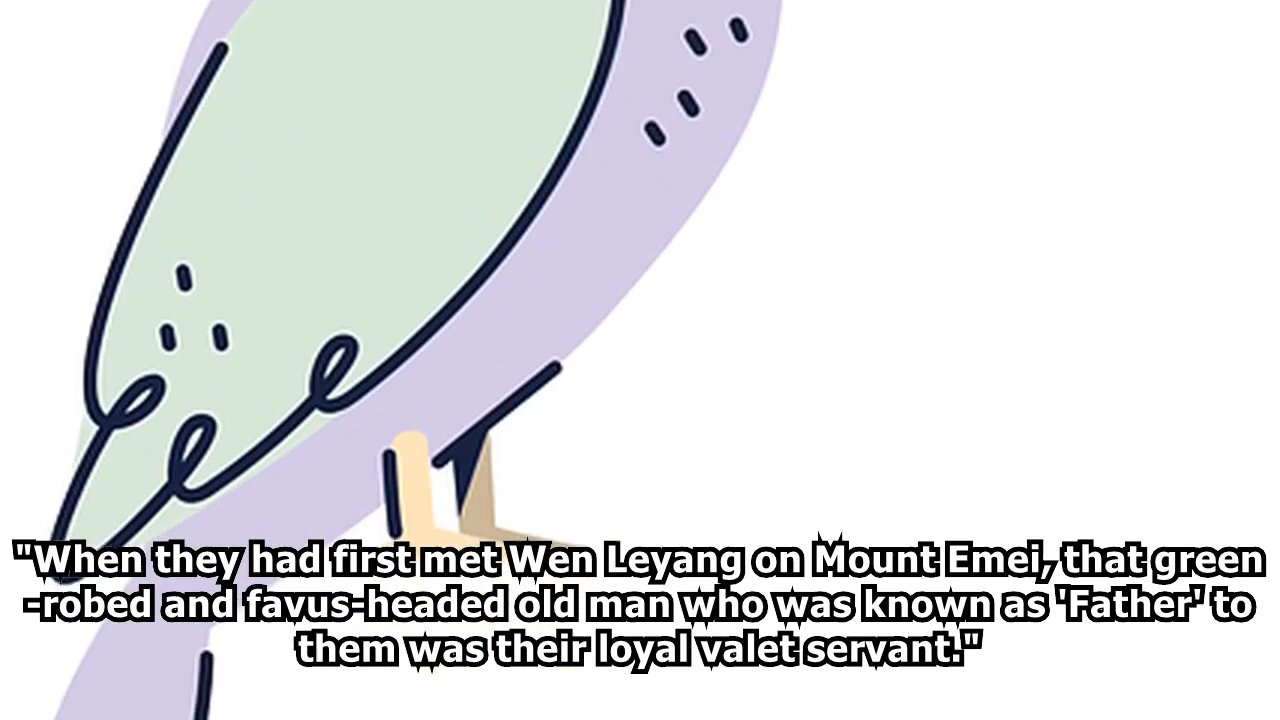 "When they had first met Wen Leyang on Mount Emei, that green
-robed and favus-headed old man who was known as 'Father' to
them was their loyal valet servant."